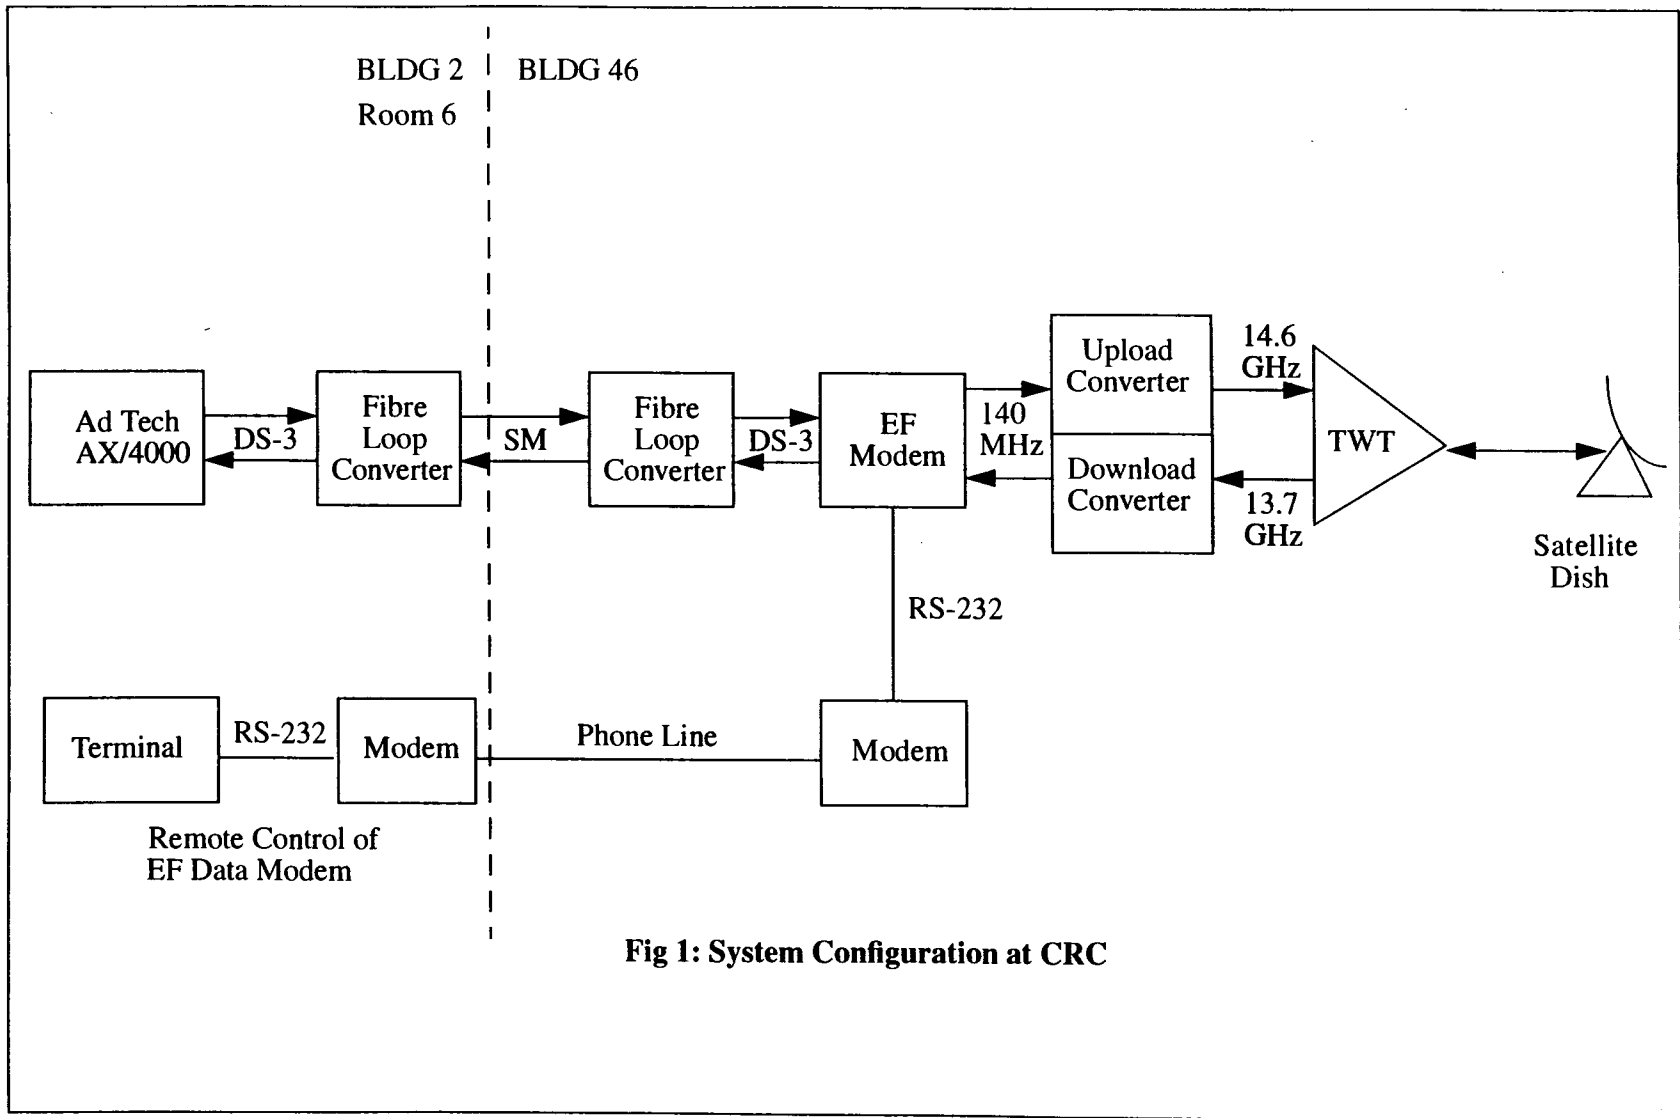 BLDG 2
Room 6
BLDG 46
Ad Tech
AX/4000
DS-3
Fibre
Loop
Converter
SM
Fibre
Loop
Converter
DS-3
EF
Modem
140
MHz
Upload
Converter
Download
Converter
14.6
GHz
13.7
GHz
TWT
Satellite
Dish
RS-232
Terminal
RS-232
Modem
Phone Line
Modem
Remote Control of
EF Data Modem
Fig 1: System Configuration at CRC